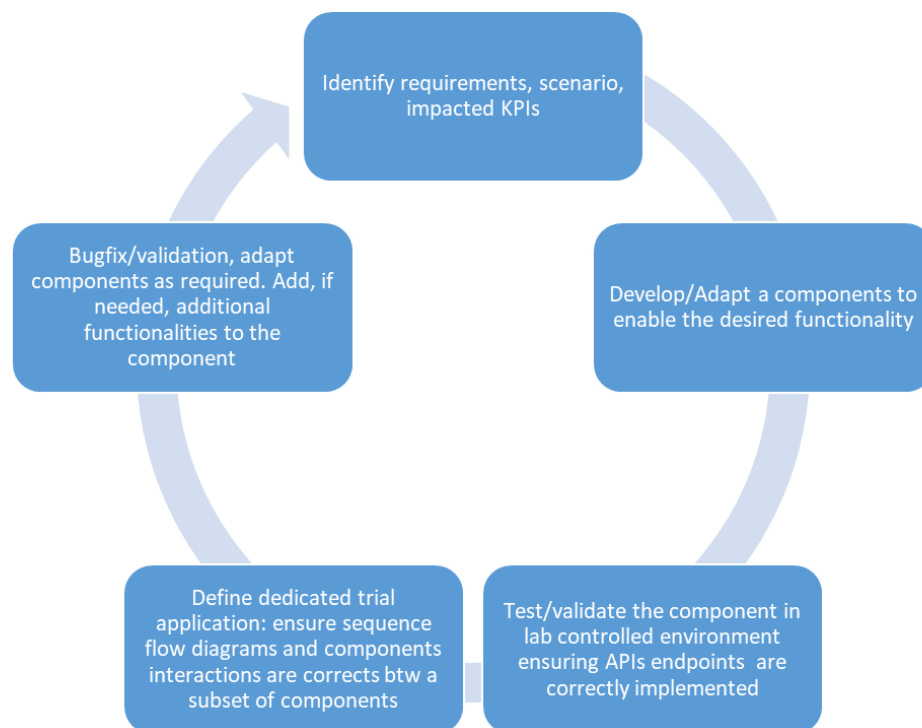 Identify requirements, scenario,
impacted KPIs
Develop/Adapt a components to
enable the desired functionality
Test/validate the component in
lab controlled environment
ensuring APIs endpoints  are
correctly implemented
Define dedicated trial
application: ensure sequence
flow diagrams and components
interactions are corrects btw a
subset of components
Bugfix/validation, adapt
components as required. Add, if
needed, additional
functionalities to the
component